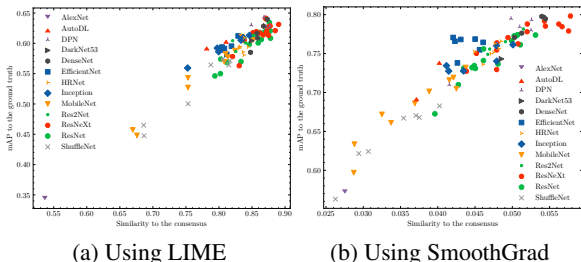 mAP to the ground truth
0.65
0.60
0.55
0.50
0.45
0.40
0.35
AlexNet
AutoDL
DPN
DarkNet53
DenseNet
EfficientNet
HRNet
Inception
MobileNet
Res2Net
ResNeXt
ResNet
ShuffleNet
0.55 0.60 0.65 0.70 0.75 0.80 0.85 0.90
Similarity to the consensus
(a) Using LIME
mAP to the ground truth
0.80
0.75
0.70
0.65
0.60
AlexNet
AutoDL
DPN
DarkNet53
DenseNet
EfficientNet
HRNet
Inception
MobileNet
Res2Net
ResNeXt
ResNet
ShuffleNet
0.025 0.030 0.035 0.040 0.045 0.050 0.055
Similarity to the consensus
(b) Using SmoothGrad